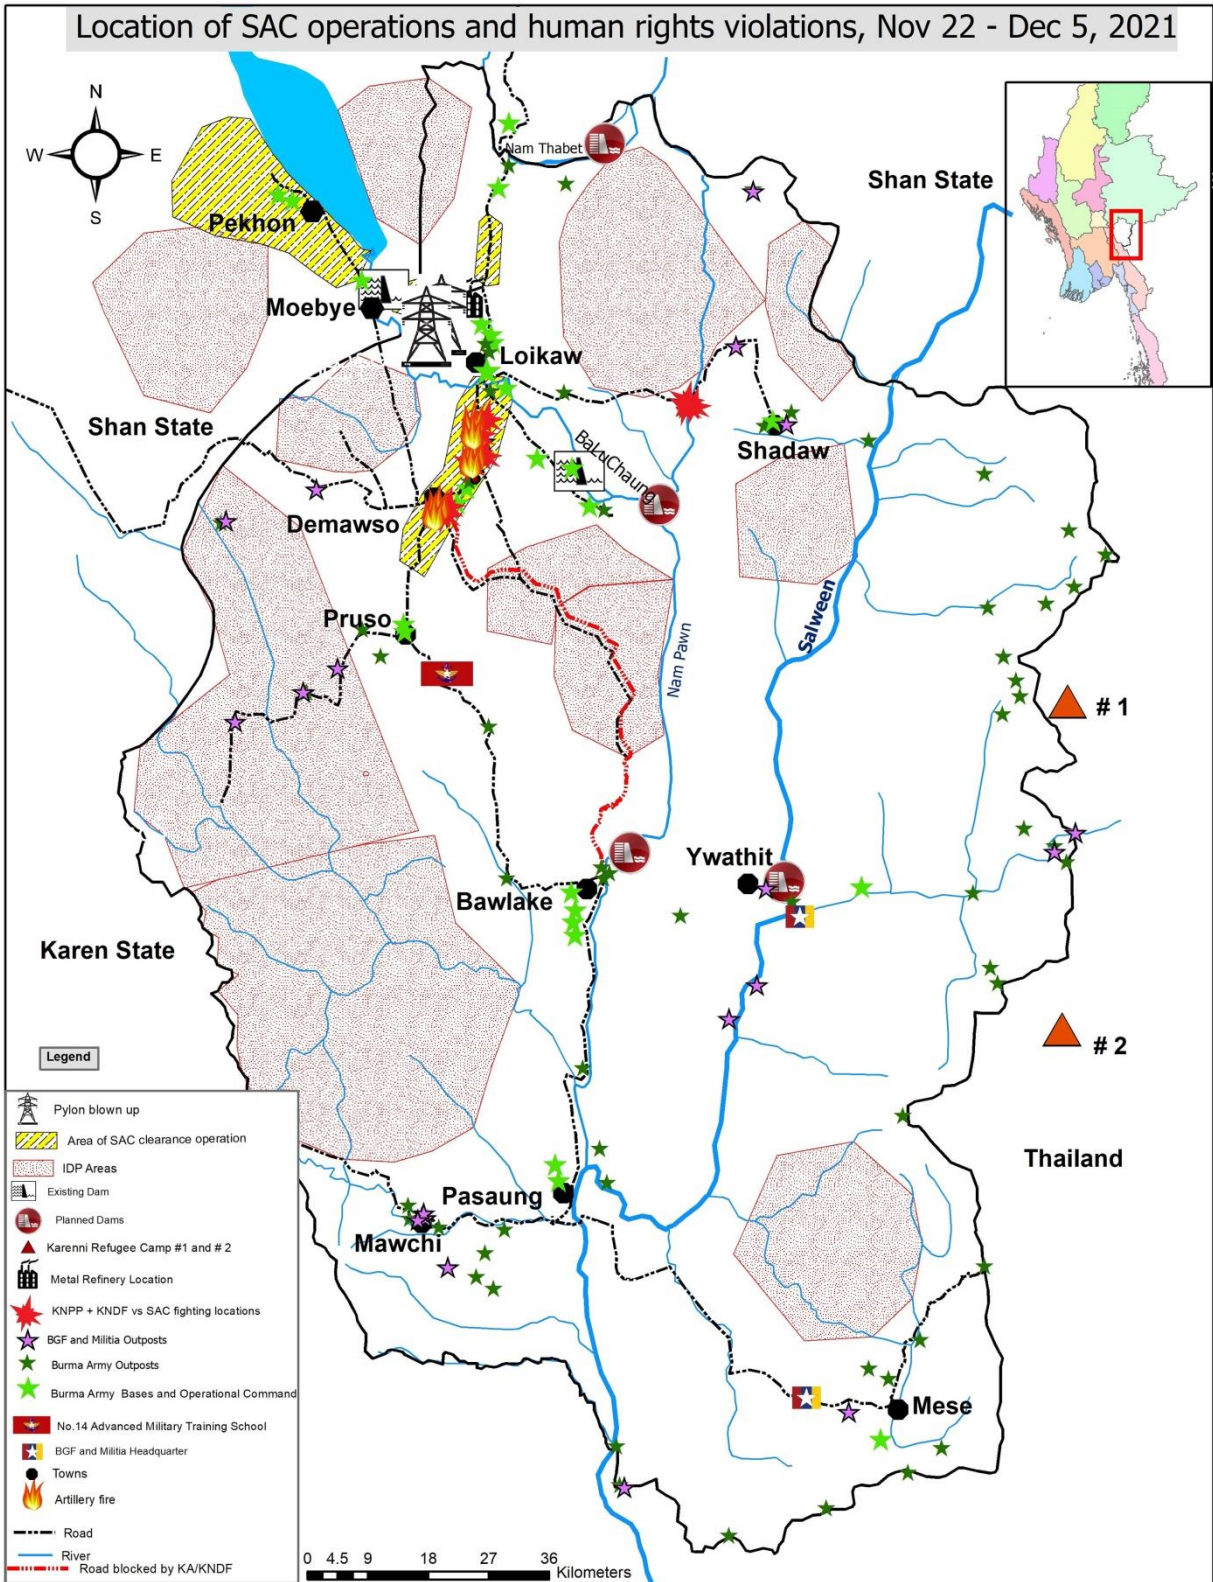 Location of SAC operations and human rights violations, Nov 22 - Dec 5, 2021
N
W
E
S
Nam Thabet
Shan State
Pekhon
Moebye
Loikaw
Shan State
BaLuChaung
Shadaw
Demawso
Salween
Pruso
Nam Pawn
# 1
Ywathit
Bawlake
Karen State
# 2
Thailand
Pasaung
Mawchi
Mese
Legend
Pylon blown up
Area of SAC clearance operation
IDP Areas
Existing Dam
Planned Dams
Karenni Refugee Camp #1 and # 2
Metal Refinery Location
KNPP + KNDF vs SAC fighting locations
BGF and Militia Outposts
Burma Army Outposts
Burma Army Bases and Operational Command
No.14 Advanced Military Training School
BGF and Militia Headquarter
Towns
Artillery fire
Road
River
Road blocked by KA/KNDF
0 4.5 9 18 27 36
Kilometers